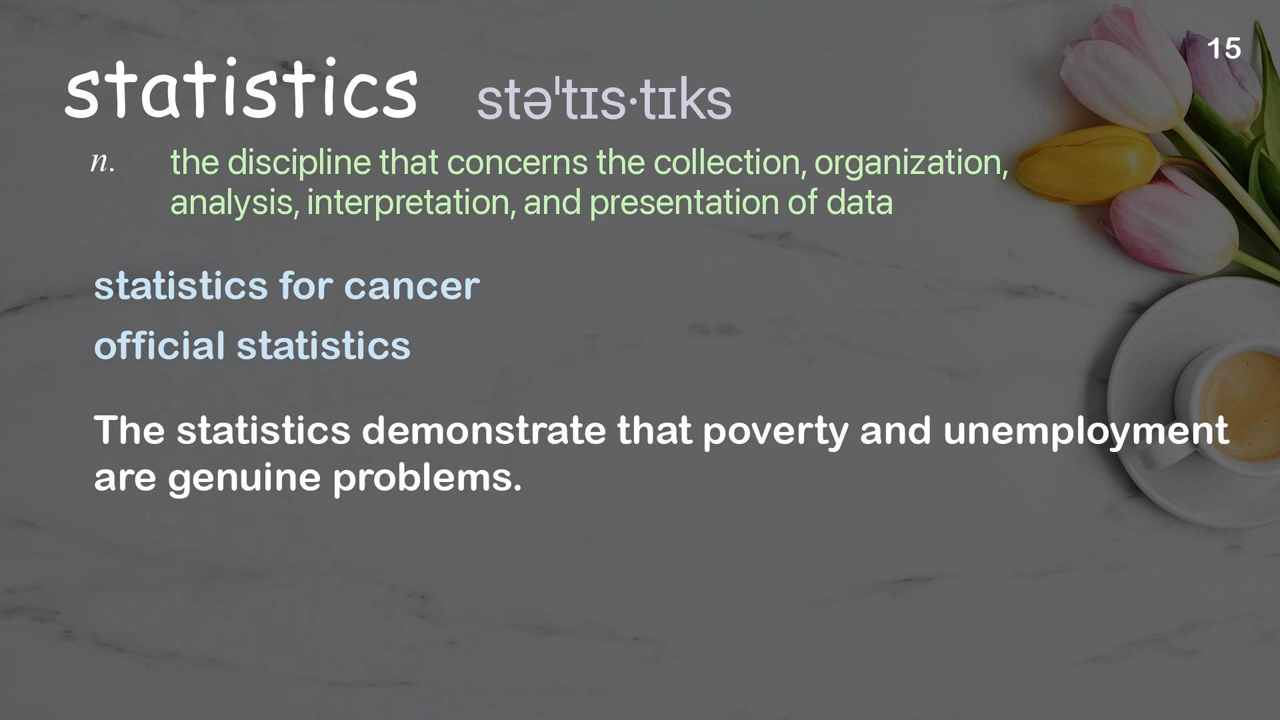 15
statistics stəˈtɪs·tɪks
n. the discipline that concerns the collection, organization,
analysis, interpretation, and presentation of data
statistics for cancer
official statistics
The statistics demonstrate that poverty and unemployment
are genuine problems.